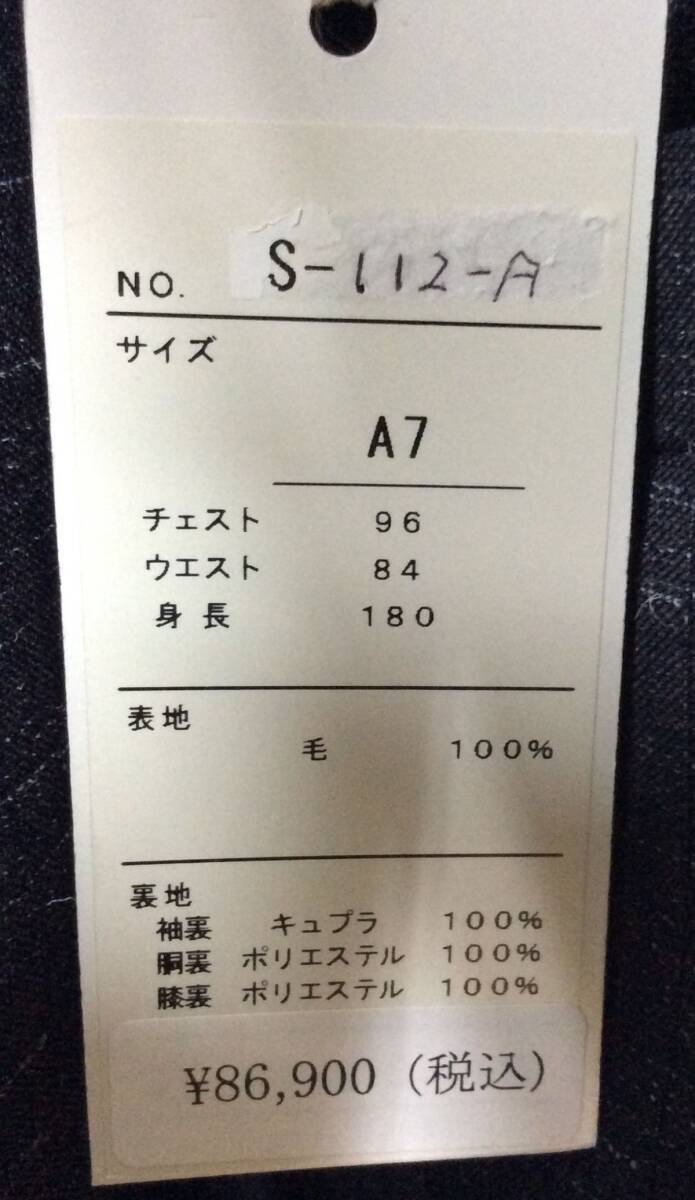 NO. S-112-A
サイズ
A7
チェスト 96
ウエスト 84
身長 180
表地
毛 100%
裏地
袖裏 キュプラ 100%
胴裏 ポリエステル 100%
膝裏 ポリエステル 100%
¥86,900（税込）